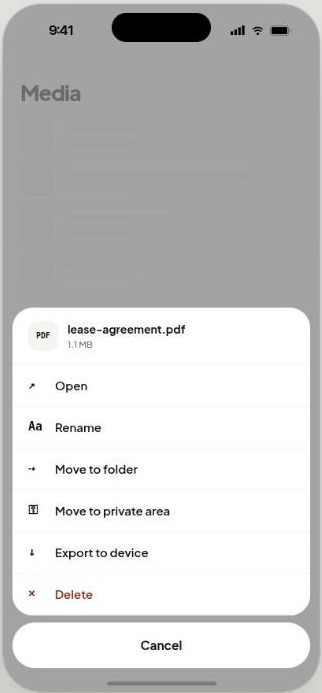 9:41
Media
PDF
lease-agreement.pdf
1.1 MB
Open
Aa Rename
Move to folder
Move to private area
Export to device
Delete
Cancel